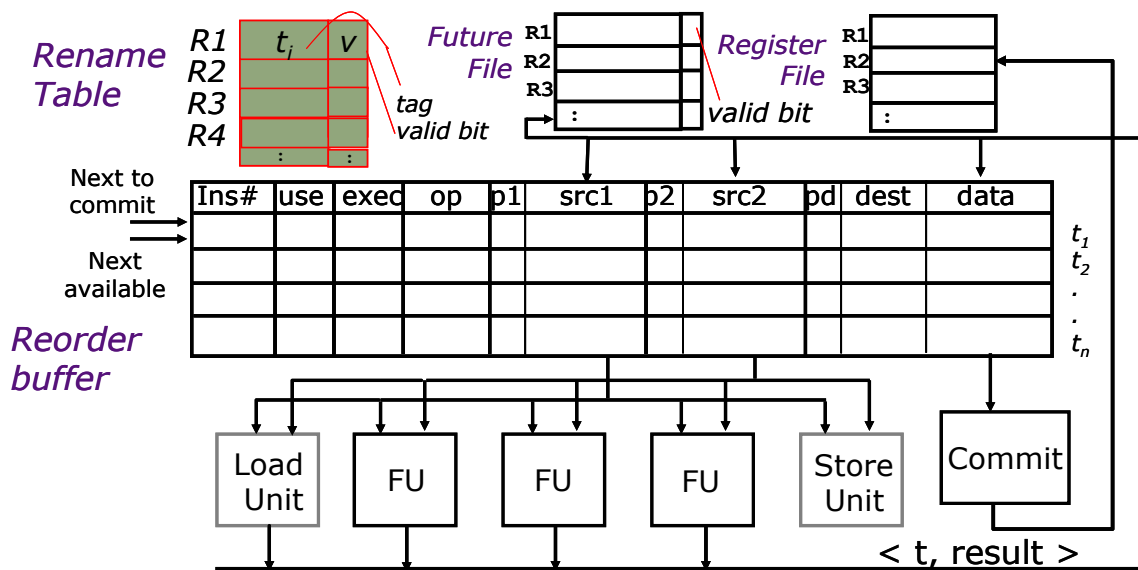 Rename
Table
R1
R2
R3
R4
ti
v
:
:
tag
valid bit
Future
File
R1
R2
R3
:
valid bit
Register
File
R1
R2
R3
:
Next to
commit
Next
available
Ins# use exec op p1 src1 p2 src2 pd dest data
t1
t2
.
.
tn
Reorder
buffer
Load
Unit
FU
FU
FU
Store
Unit
Commit
< t, result >